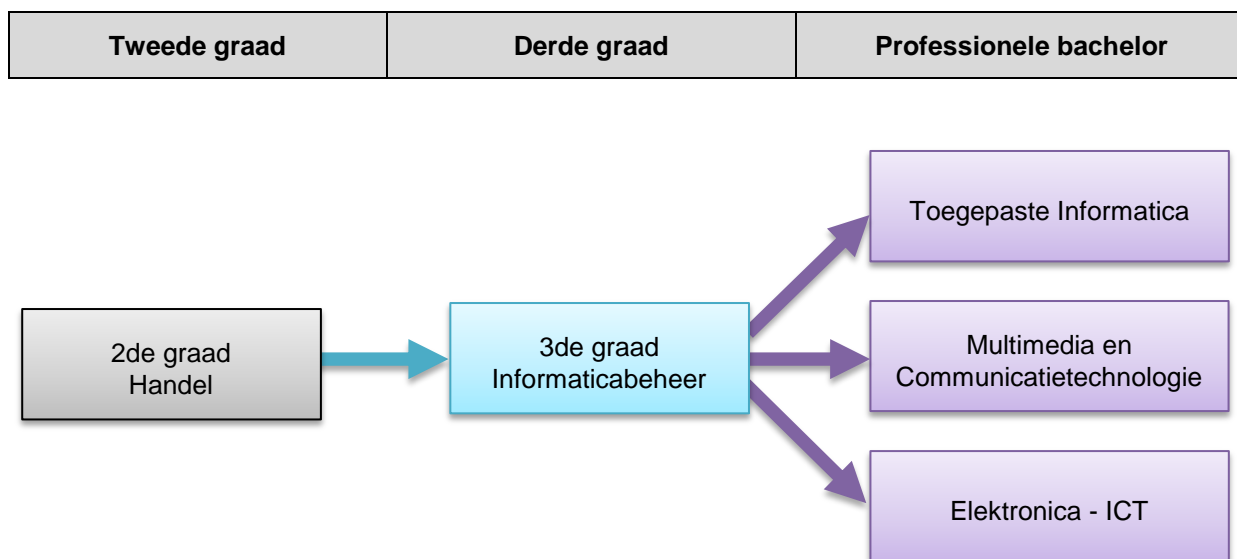 Tweede graad
Derde graad
Professionele bachelor
Toegepaste Informatica
2de graad
Handel
3de graad
Informaticabeheer
Multimedia en
Communicatietechnologie
Elektronica - ICT